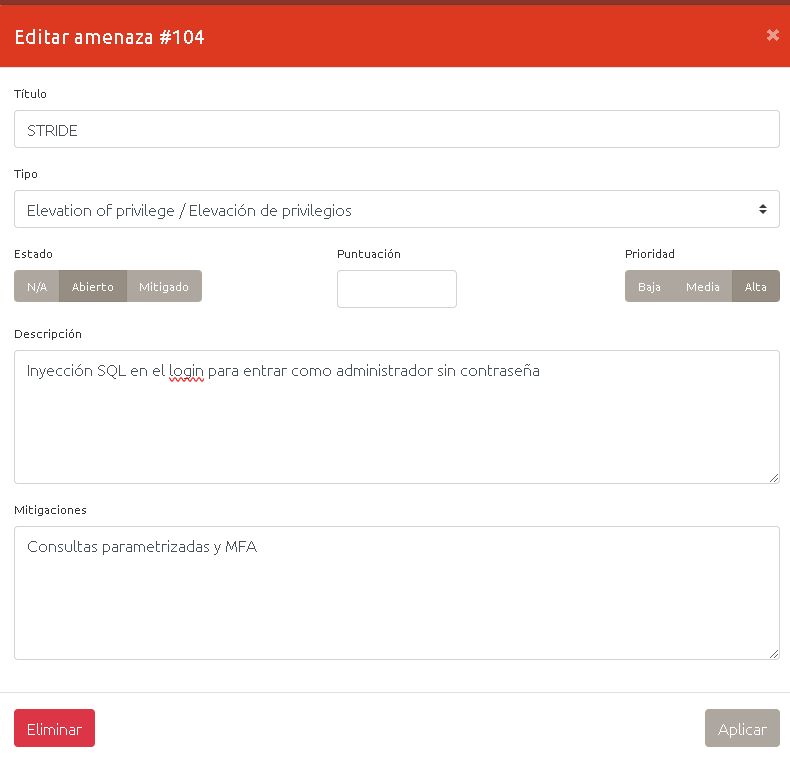 Editar amenaza #104
×
Título
STRIDE
Tipo
Elevation of privilege / Elevación de privilegios
Estado Puntuación Prioridad
N/A Abierto Mitigado Baja Media Alta
Descripción
Inyección SQL en el login para entrar como administrador sin contraseña
Mitigaciones
Consultas parametrizadas y MFA
Eliminar Aplicar